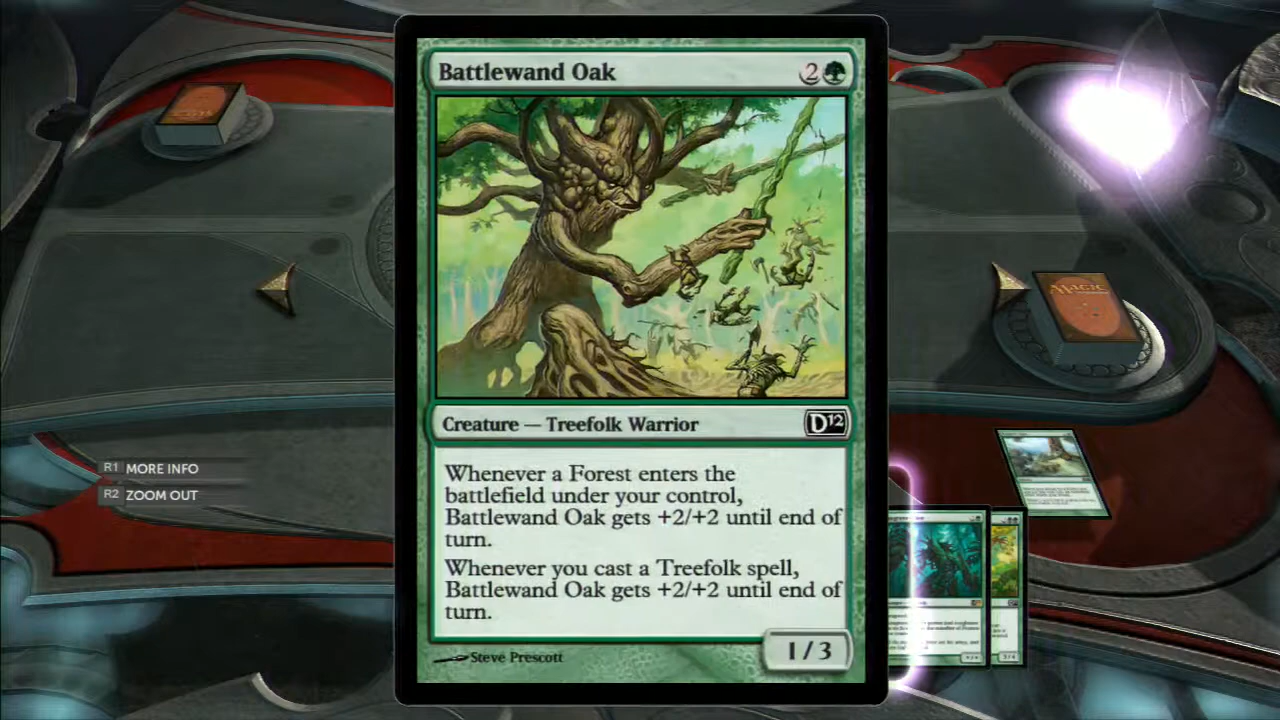 Battlewand Oak
2
Creature — Treefolk Warrior
D12
Whenever a Forest enters the
battlefield under your control,
Battlewand Oak gets +2/+2 until end of
turn.
Whenever you cast a Treefolk spell,
Battlewand Oak gets +2/+2 until end of
turn.
1/3
Steve Prescott
R1 MORE INFO
R2 ZOOM OUT
MAGIC